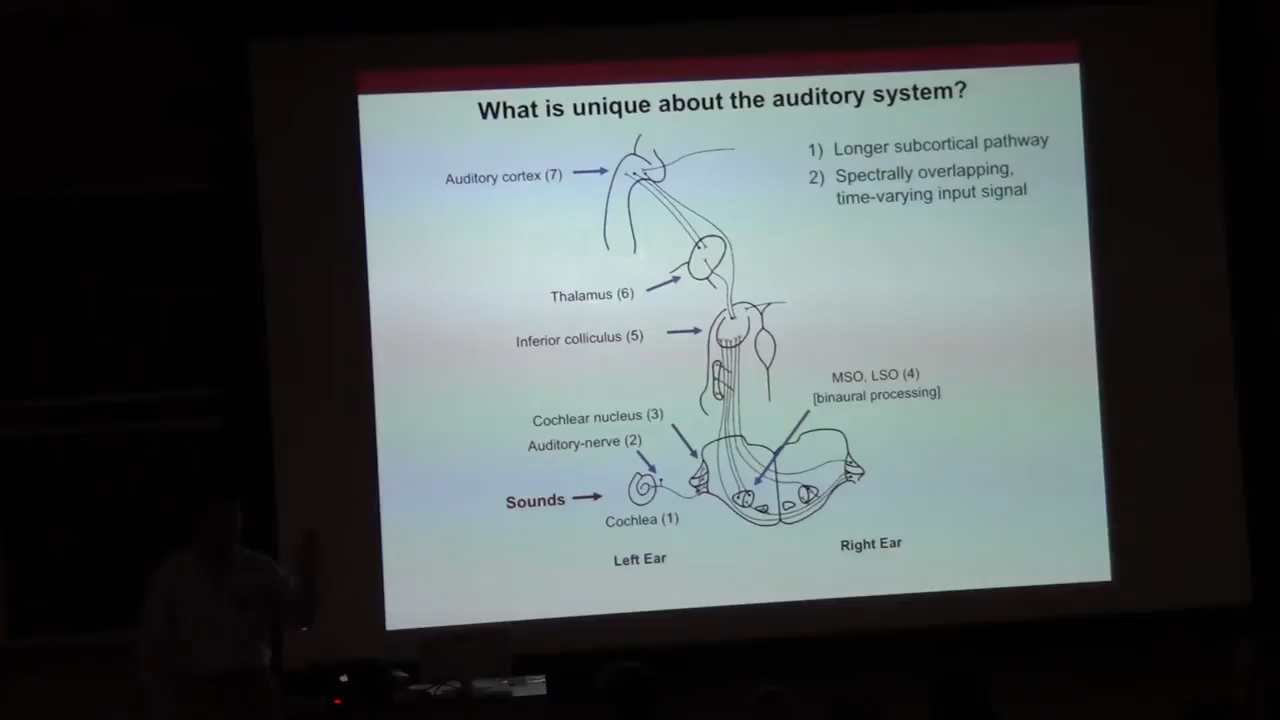 What is unique about the auditory system?
1) Longer subcortical pathway
2) Spectrally overlapping,
time-varying input signal
Auditory cortex (7)
Thalamus (6)
Inferior colliculus (5)
MSO, LSO (4)
[binaural processing]
Cochlear nucleus (3)
Auditory-nerve (2)
Sounds
Cochlea (1)
Left Ear
Right Ear